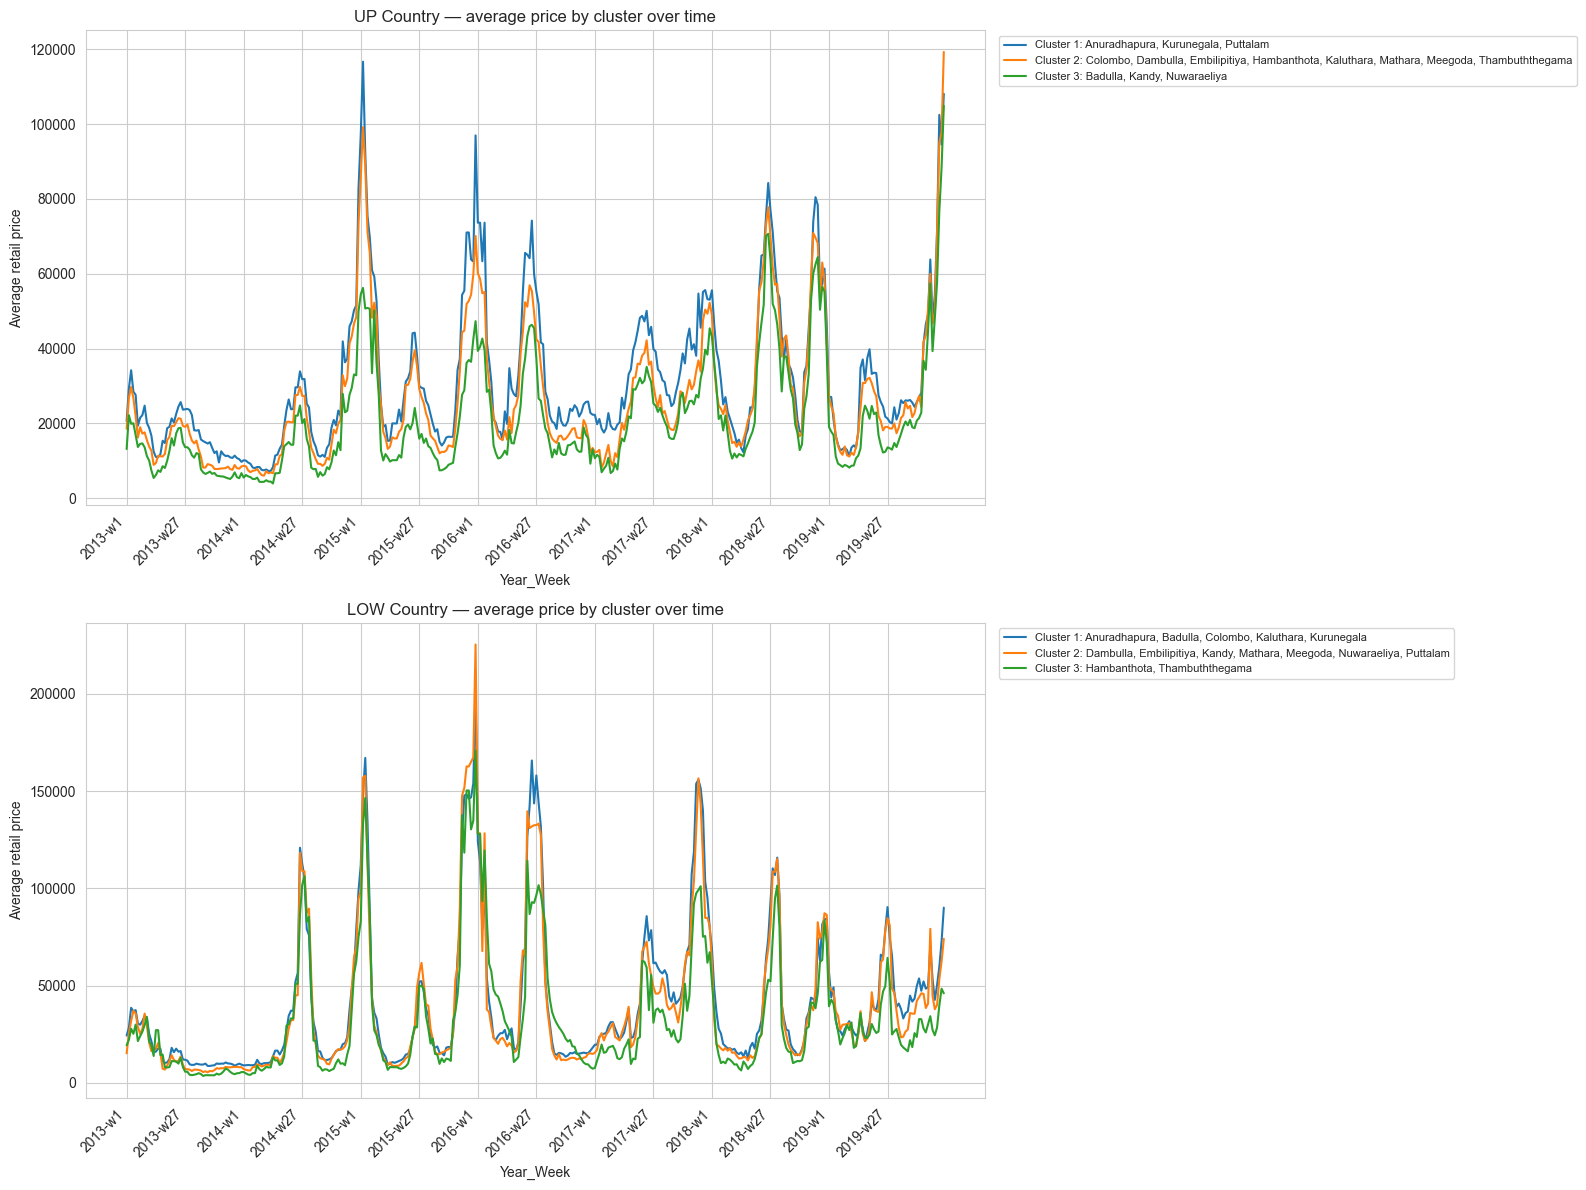 UP Country — average price by cluster over time
Cluster 1: Anuradhapura, Kurunegala, Puttalam
Cluster 2: Colombo, Dambulla, Embilipitiya, Hambanthota, Kaluthara, Mathara, Meegoda, Thambuththegama
Cluster 3: Badulla, Kandy, Nuwaraeliya
Average retail price
120000
100000
80000
60000
40000
20000
0
2013-w1
2013-w27
2014-w1
2014-w27
2015-w1
2015-w27
2016-w1
2016-w27
2017-w1
2017-w27
2018-w1
2018-w27
2019-w1
2019-w27
Year_Week
LOW Country — average price by cluster over time
Cluster 1: Anuradhapura, Badulla, Colombo, Kaluthara, Kurunegala
Cluster 2: Dambulla, Embilipitiya, Kandy, Mathara, Meegoda, Nuwaraeliya, Puttalam
Cluster 3: Hambanthota, Thambuththegama
Average retail price
200000
150000
100000
50000
0
2013-w1
2013-w27
2014-w1
2014-w27
2015-w1
2015-w27
2016-w1
2016-w27
2017-w1
2017-w27
2018-w1
2018-w27
2019-w1
2019-w27
Year_Week